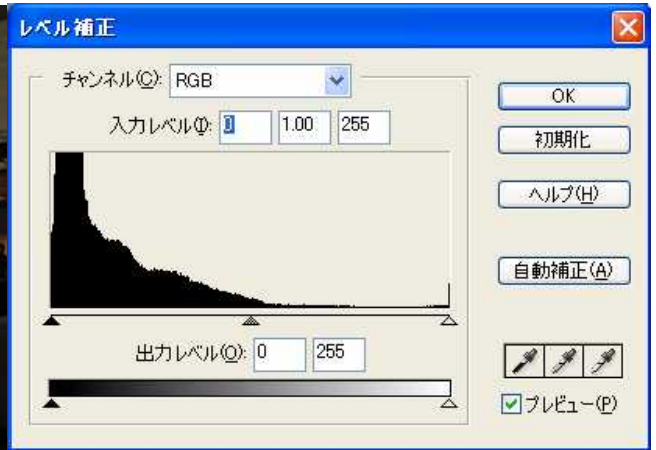 レベル補正
チャンネル(C): RGB
入力レベル(I): 0 1.00 255
出力レベル(O): 0 255
OK
初期化
ヘルプ(H)
自動補正(A)
プレビュー(P)